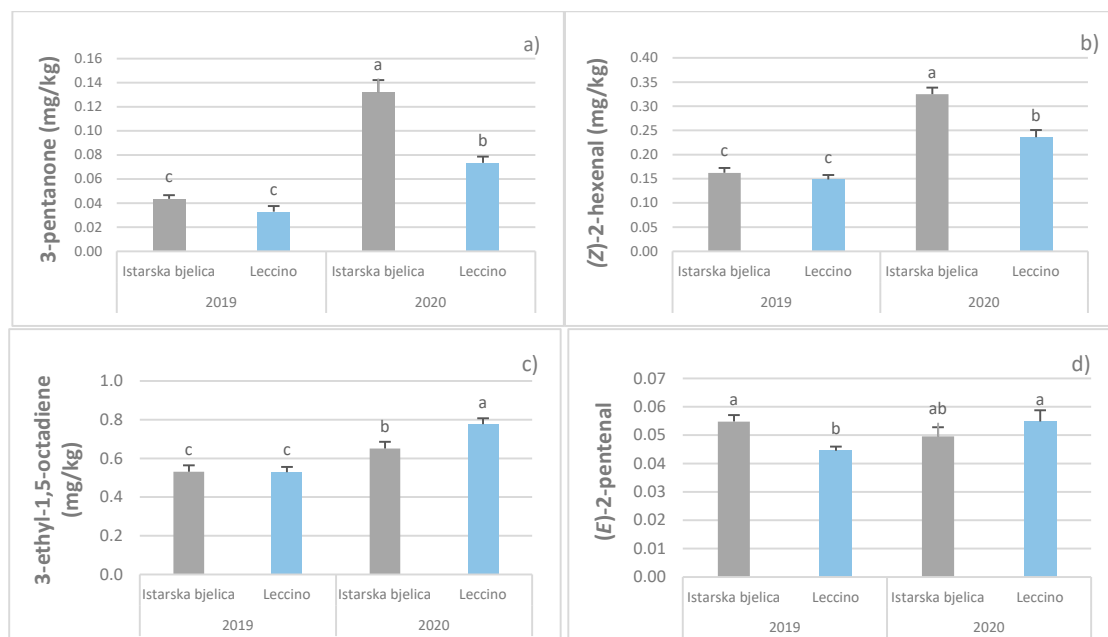 a)
3-pentanone (mg/kg)
0.16
0.14
0.12
0.10
0.08
0.06
0.04
0.02
0.00
c
c
a
b
Istarska bjelica Leccino Istarska bjelica Leccino
2019 2020
b)
(Z)-2-hexenal (mg/kg)
0.40
0.35
0.30
0.25
0.20
0.15
0.10
0.05
0.00
c
c
a
b
Istarska bjelica Leccino Istarska bjelica Leccino
2019 2020
c)
3-ethyl-1,5-octadiene
(mg/kg)
1.0
0.8
0.6
0.4
0.2
0.0
c
c
b
a
Istarska bjelica Leccino Istarska bjelica Leccino
2019 2020
d)
(E)-2-pentenal
0.07
0.06
0.05
0.04
0.03
0.02
0.01
0.00
a
b
ab
a
Istarska bjelica Leccino Istarska bjelica Leccino
2019 2020